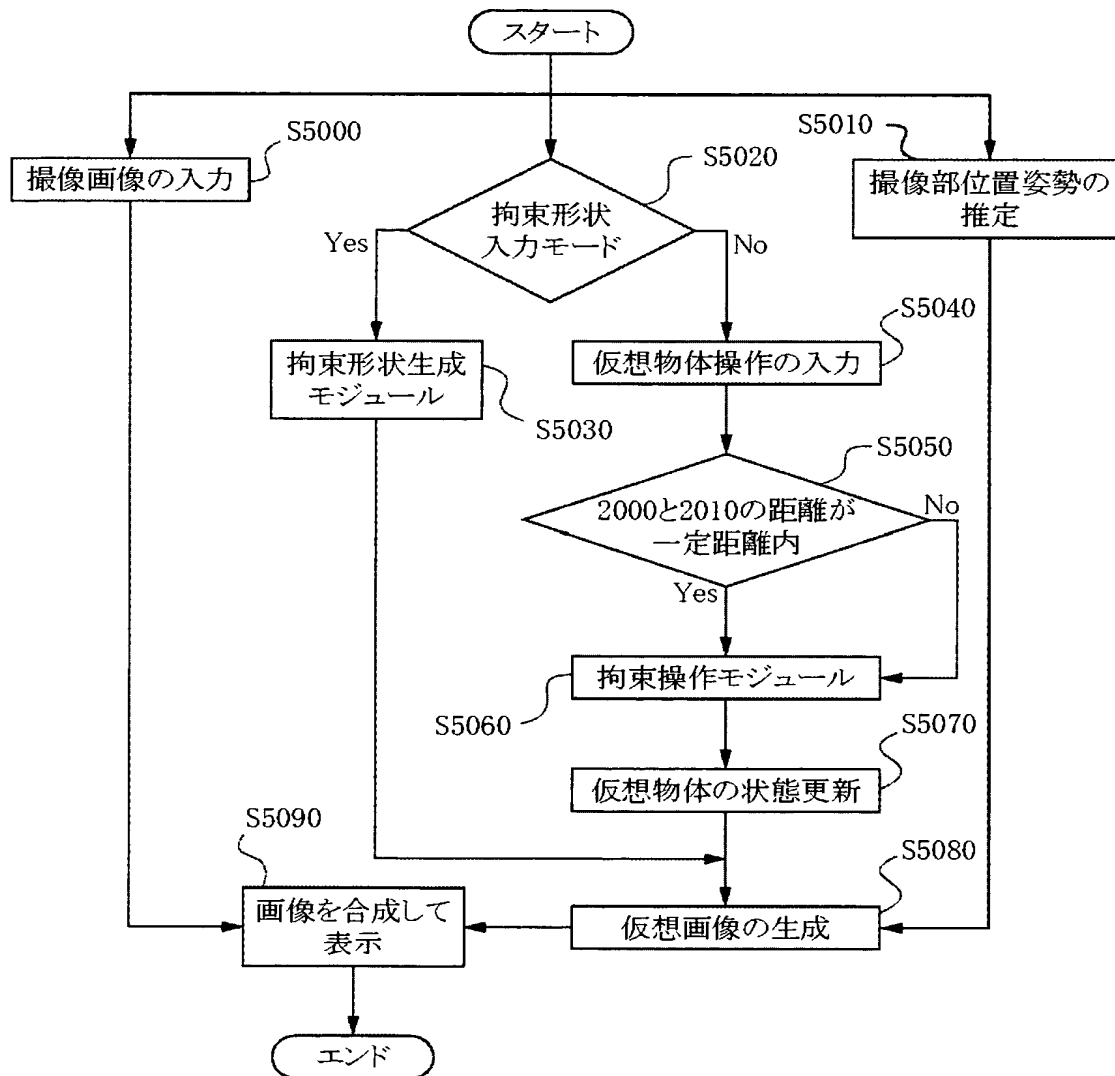 スタート
S5000
撮像画像の入力
S5010
撮像部位置姿勢の
推定
S5020
拘束形状
入力モード
Yes
No
S5030
拘束形状生成
モジュール
S5040
仮想物体操作の入力
S5050
2000と2010の距離が
一定距離内
No
Yes
拘束操作モジュール
S5060
S5070
仮想物体の状態更新
S5080
仮想画像の生成
S5090
画像を合成して
表示
エンド